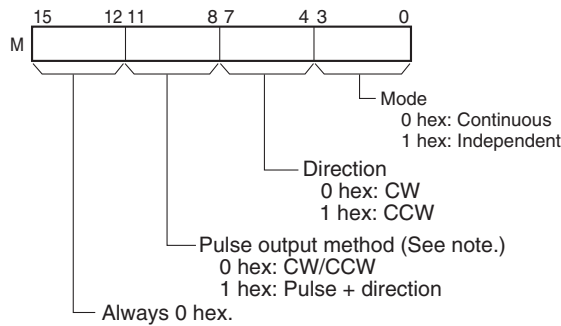 15 12 11 8 7 4 3 0
M
Mode
0 hex: Continuous
1 hex: Independent
Direction
0 hex: CW
1 hex: CCW
Pulse output method (See note.)
0 hex: CW/CCW
1 hex: Pulse + direction
Always 0 hex.